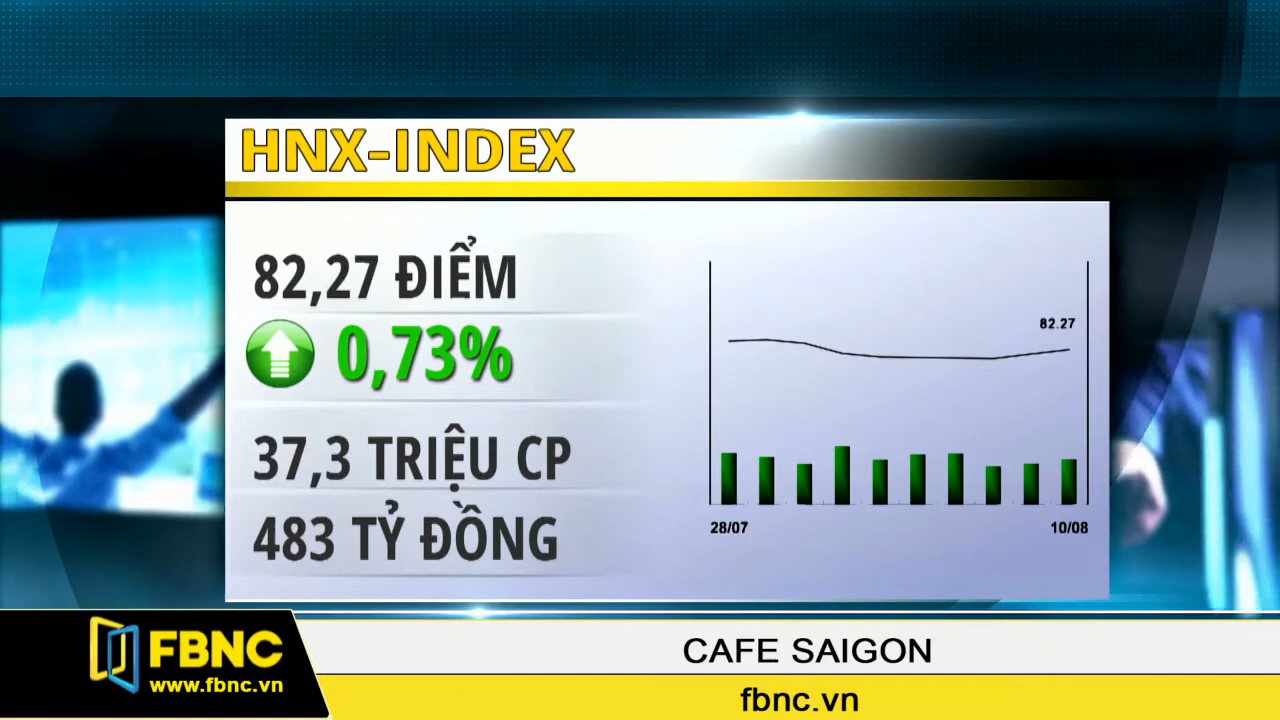 HNX-INDEX
82,27 ĐIỂM
0,73%
37,3 TRIỆU CP
483 TỶ ĐỒNG
82.27
28/07
10/08
FBNC
www.fbnc.vn
CAFE SAIGON
fbnc.vn